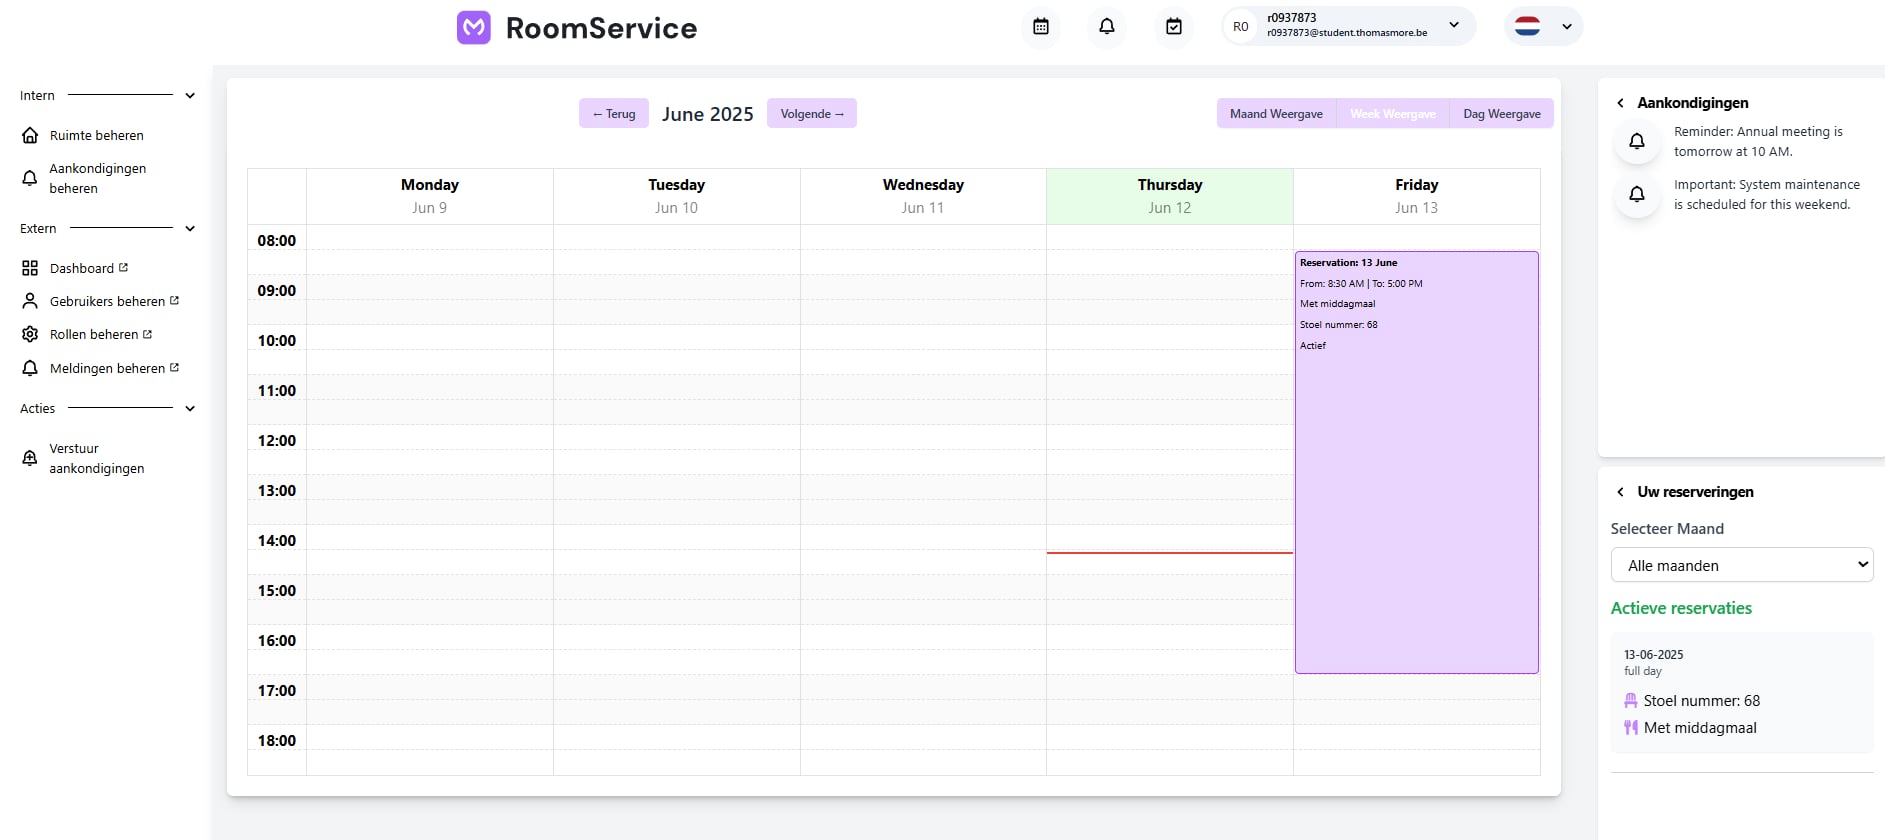 RoomService
RO
r0937873
r0937873@student.thomasmore.be
Intern
Ruimte beheren
Aankondigingen
beheren
Extern
Dashboard
Gebruikers beheren
Rollen beheren
Meldingen beheren
Acties
Verstuur
aankondigingen
← Terug
June 2025
Volgende →
Maand Weergave
Week Weergave
Dag Weergave
Monday
Jun 9
Tuesday
Jun 10
Wednesday
Jun 11
Thursday
Jun 12
Friday
Jun 13
08:00
09:00
10:00
11:00
12:00
13:00
14:00
15:00
16:00
17:00
18:00
Reservation: 13 June
From: 8:30 AM | To: 5:00 PM
Met middagmaal
Stoel nummer: 68
Actief
Aankondigingen
Reminder: Annual meeting is
tomorrow at 10 AM.
Important: System maintenance
is scheduled for this weekend.
Uw reserveringen
Selecteer Maand
Alle maanden
Actieve reservaties
13-06-2025
full day
Stoel nummer: 68
Met middagmaal